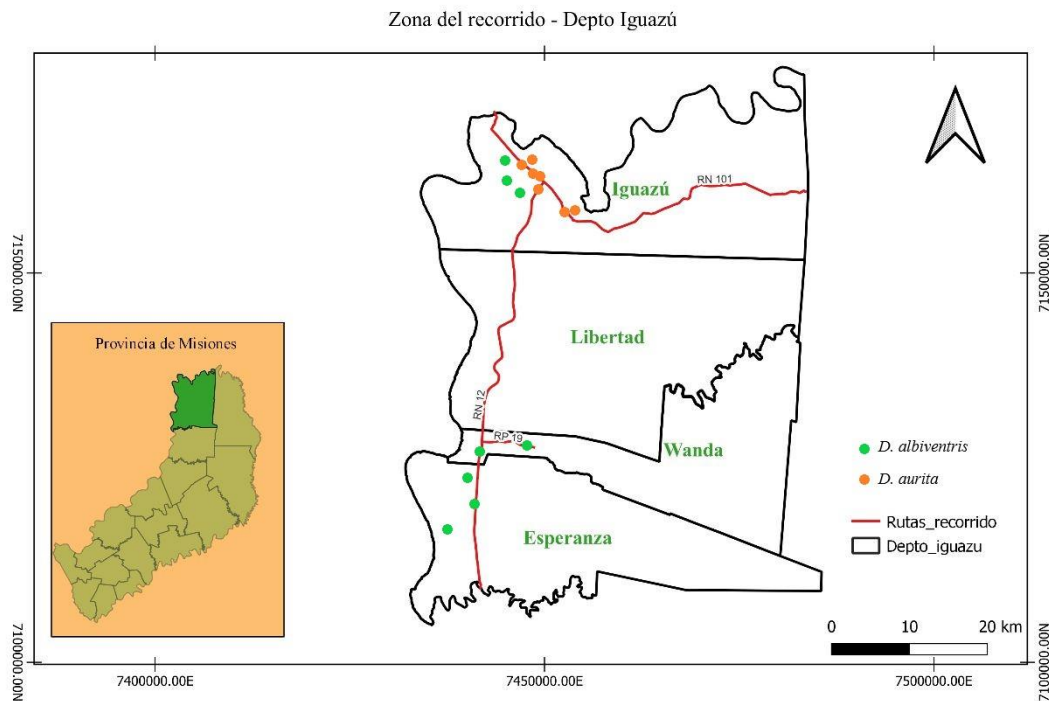 Zona del recorrido - Depto Iguazú
Iguazú
RN 101
7150000.00N
7150000.00N
Provincia de Misiones
Libertad
RN 12
RP 19
Wanda
D. albiventris
D. aurita
Esperanza
Rutas_recorrido
Depto_iguazu
0 10 20 km
7100000.00N
7100000.00N
7400000.00E
7450000.00E
7500000.00E